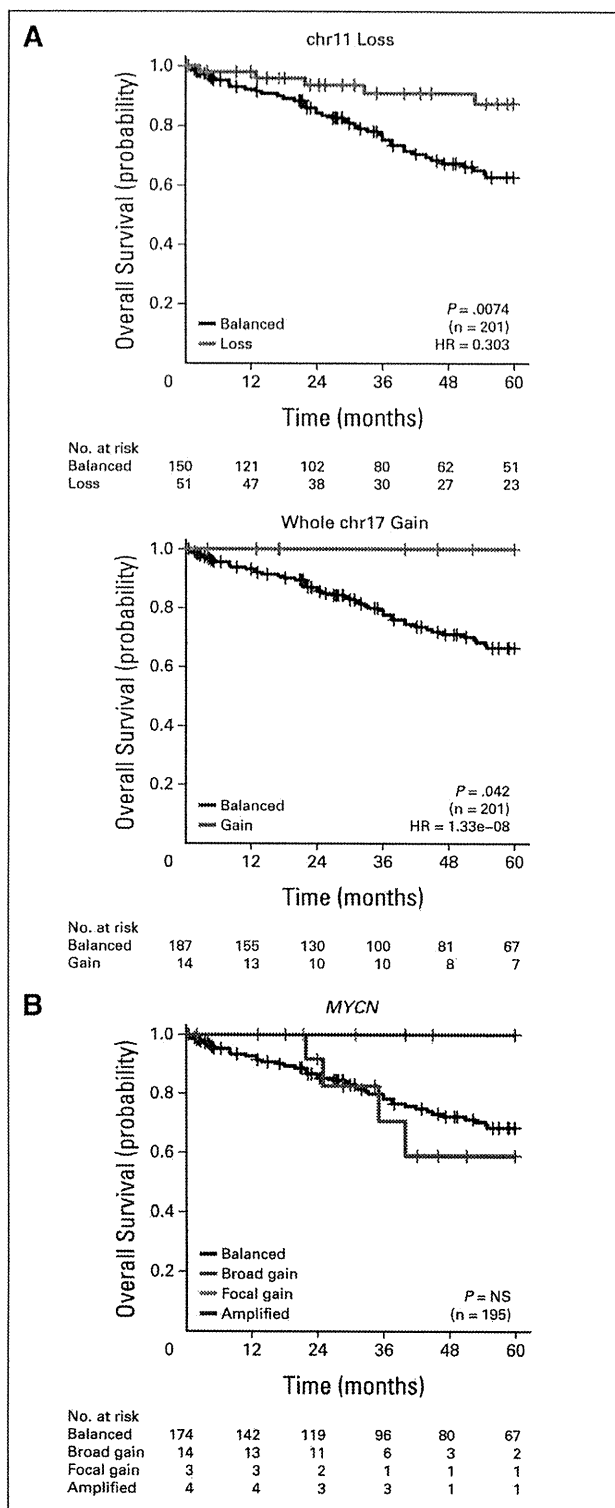 A
chr11 Loss
Overall Survival (probability)
1.0
0.8
0.6
0.4
0.2
Balanced
Loss
P = .0074
(n = 201)
HR = 0.303
0 12 24 36 48 60
Time (months)
No. at risk
Balanced 150 121 102 80 62 51
Loss 51 47 38 30 27 23
Whole chr17 Gain
Overall Survival (probability)
1.0
0.8
0.6
0.4
0.2
Balanced
Gain
P = .042
(n = 201)
HR = 1.33e–08
0 12 24 36 48 60
Time (months)
No. at risk
Balanced 187 155 130 100 81 67
Gain 14 13 10 10 8 7
B
MYCN
Overall Survival (probability)
1.0
0.8
0.6
0.4
0.2
Balanced
Broad gain
Focal gain
Amplified
P = NS
(n = 195)
0 12 24 36 48 60
Time (months)
No. at risk
Balanced 174 142 119 96 80 67
Broad gain 14 13 11 6 3 2
Focal gain 3 3 2 1 1 1
Amplified 4 4 3 3 1 1